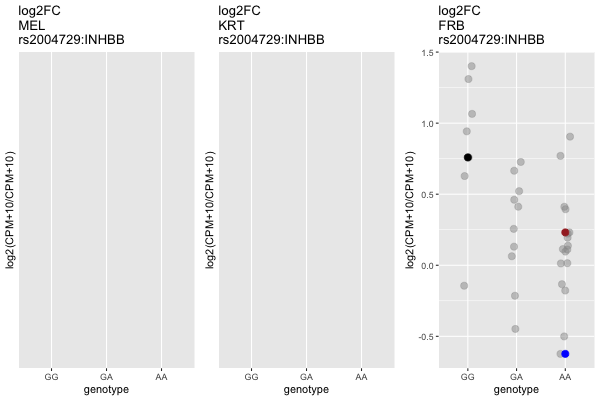 log2FC
MEL
rs2004729:INHBB
log2(CPM+10/CPM+10)
GG GA AA
genotype
log2FC
KRT
rs2004729:INHBB
log2(CPM+10/CPM+10)
GG GA AA
genotype
log2FC
FRB
rs2004729:INHBB
log2(CPM+10/CPM+10)
1.5
1.0
0.5
0.0
-0.5
GG GA AA
genotype